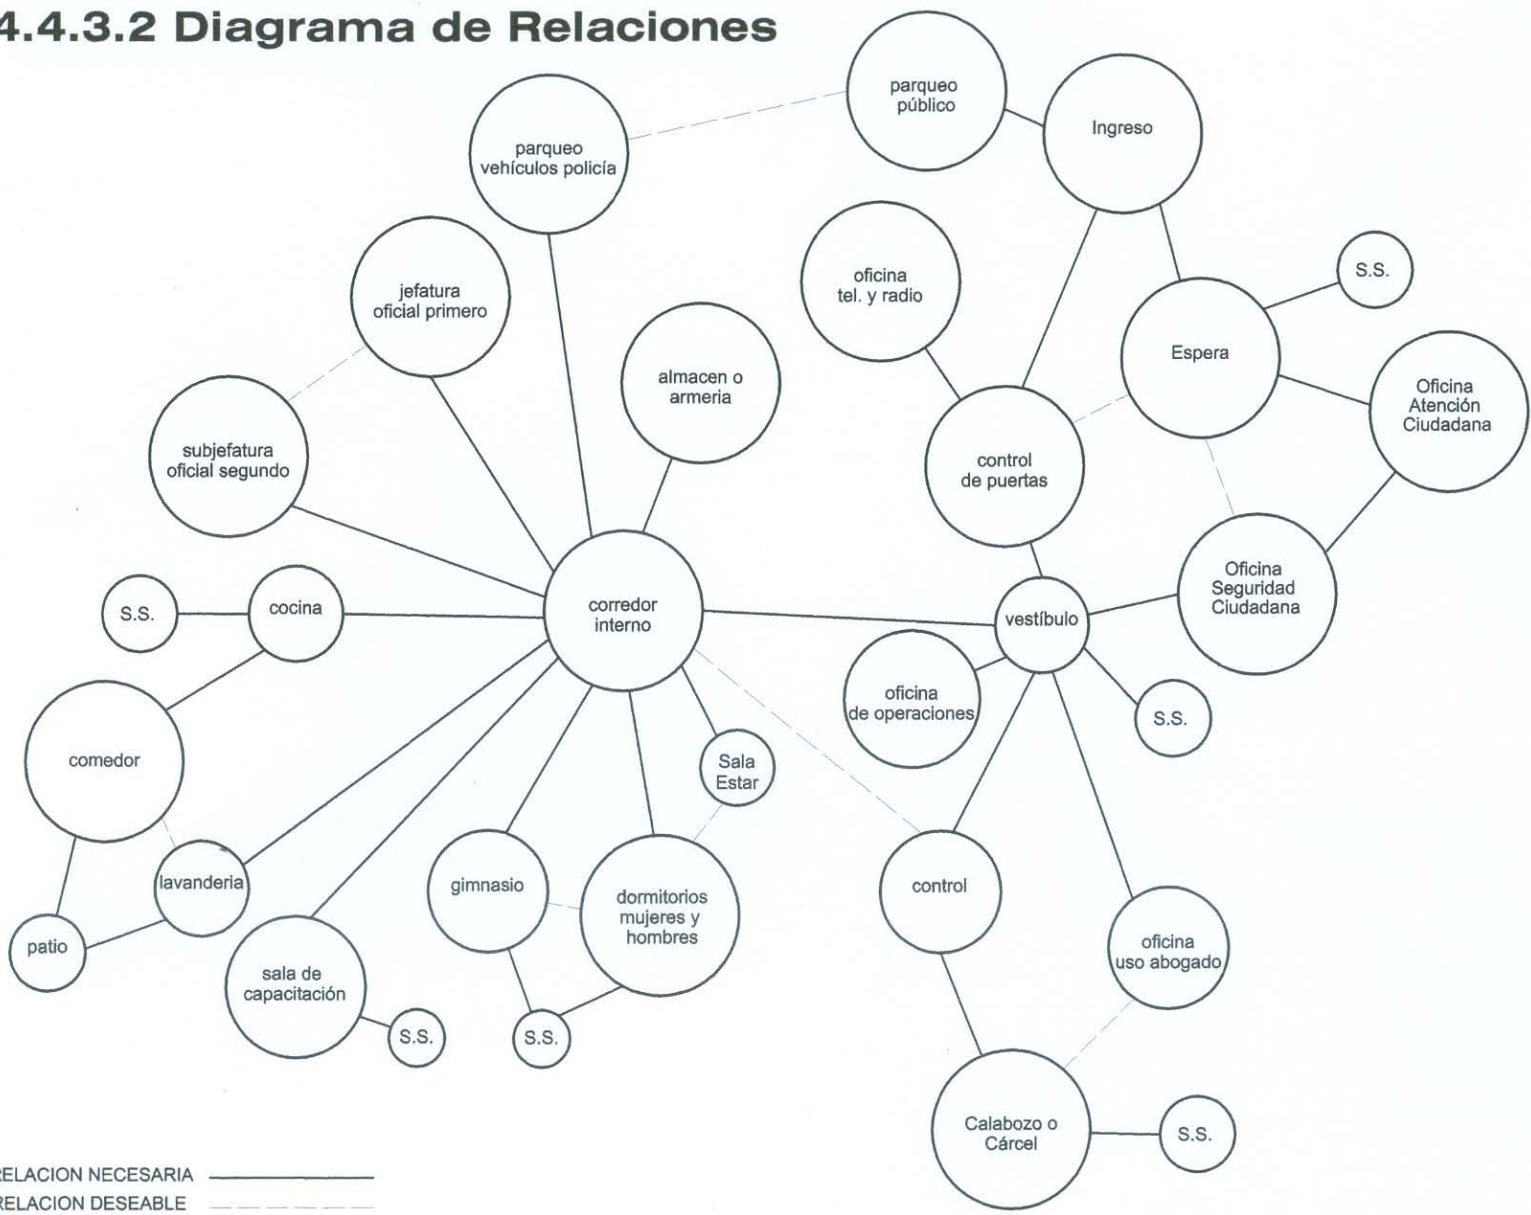 4.4.3.2 Diagrama de Relaciones
parqueo
público
Ingreso
parqueo
vehículos policía
jefatura
oficial primero
oficina
tel. y radio
S.S.
Espera
almacen o
armeria
Oficina
Atención
Ciudadana
subjefatura
oficial segundo
control
de puertas
Oficina
Seguridad
Ciudadana
S.S.
cocina
corredor
interno
vestíbulo
oficina
de operaciones
S.S.
comedor
Sala
Estar
lavanderia
gimnasio
dormitorios
mujeres y
hombres
control
patio
sala de
capacitación
oficina
uso abogado
S.S.
S.S.
Calabozo o
Cárcel
S.S.
RELACION NECESARIA
RELACION DESEABLE